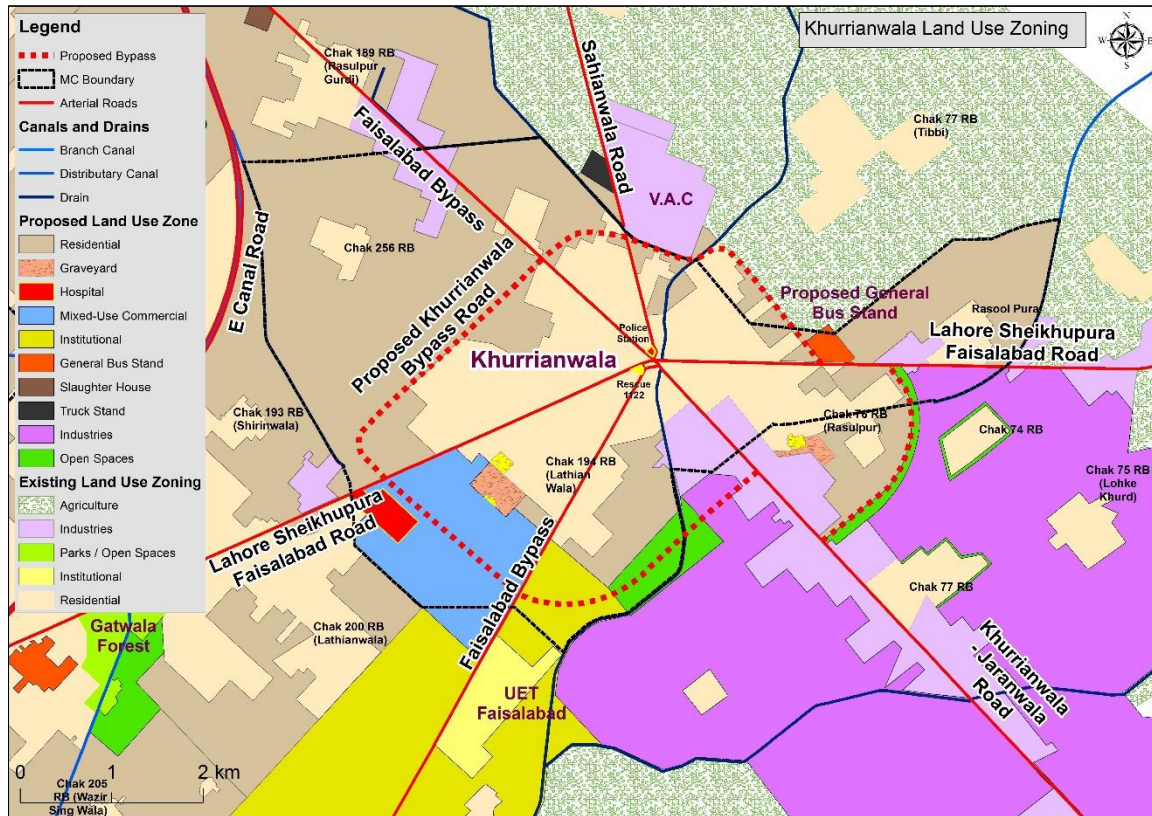 Legend
Proposed Bypass
MC Boundary
Arterial Roads
Canals and Drains
Branch Canal
Distributary Canal
Drain
Proposed Land Use Zone
Residential
Graveyard
Hospital
Mixed-Use Commercial
Institutional
General Bus Stand
Slaughter House
Truck Stand
Industries
Open Spaces
Existing Land Use Zoning
Agriculture
Industries
Parks / Open Spaces
Institutional
Residential
Khurrianwala Land Use Zoning
N
W
E
S
Chak 189 RB
(Rasulpur
Gurdi)
Faisalabad Bypass
Sahianwala Road
Chak 77 RB
(Tibbi)
V.A.C
E Canal Road
Chak 256 RB
Proposed Khurrianwala
Bypass Road
Proposed General
Bus Stand
Rasool Pura
Police
Station
Lahore Sheikhupura
Faisalabad Road
Khurrianwala
Rescue
1122
Chak 193 RB
(Shirinwala)
Chak 76 RB
(Rasulpur)
Chak 74 RB
Chak 194 RB
(Lathian
Wala)
Chak 75 RB
(Lohke
Khurd)
Lahore Sheikhupura
Faisalabad Road
Faisalabad Bypass
Chak 77
Chak 200 RB
(Lathianwala)
Gatwala
Forest
Khurrianwala
- Jaranwala
Road
UET
Faisalabad
0 1 2 km
Chak 205
RB (Wazir
Sing Wala)